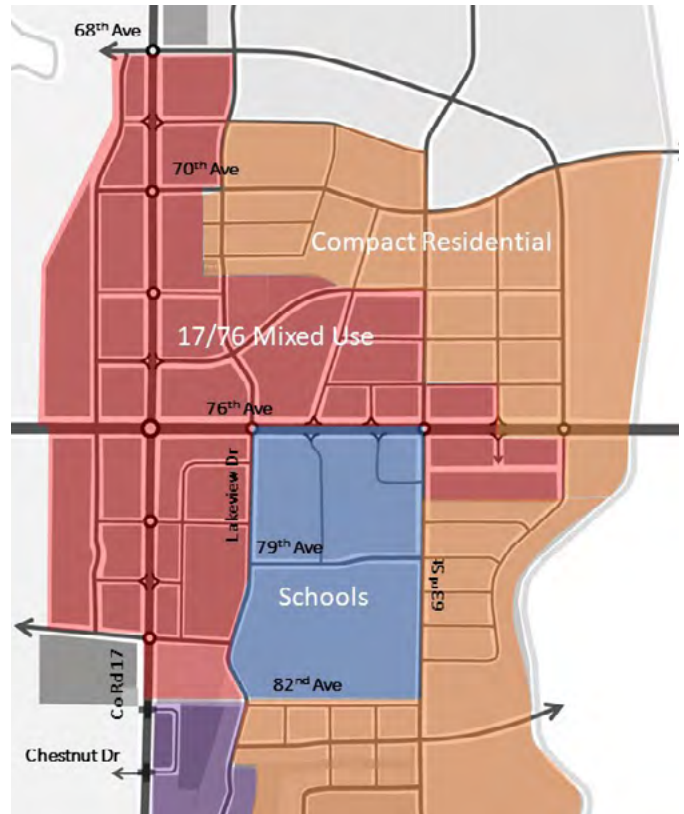 68th Ave
70th Ave
Compact Residential
17/76 Mixed Use
76th Ave
Lakeview Dr
79th Ave
63rd St
Schools
82nd Ave
Co Rd 17
Chestnut Dr